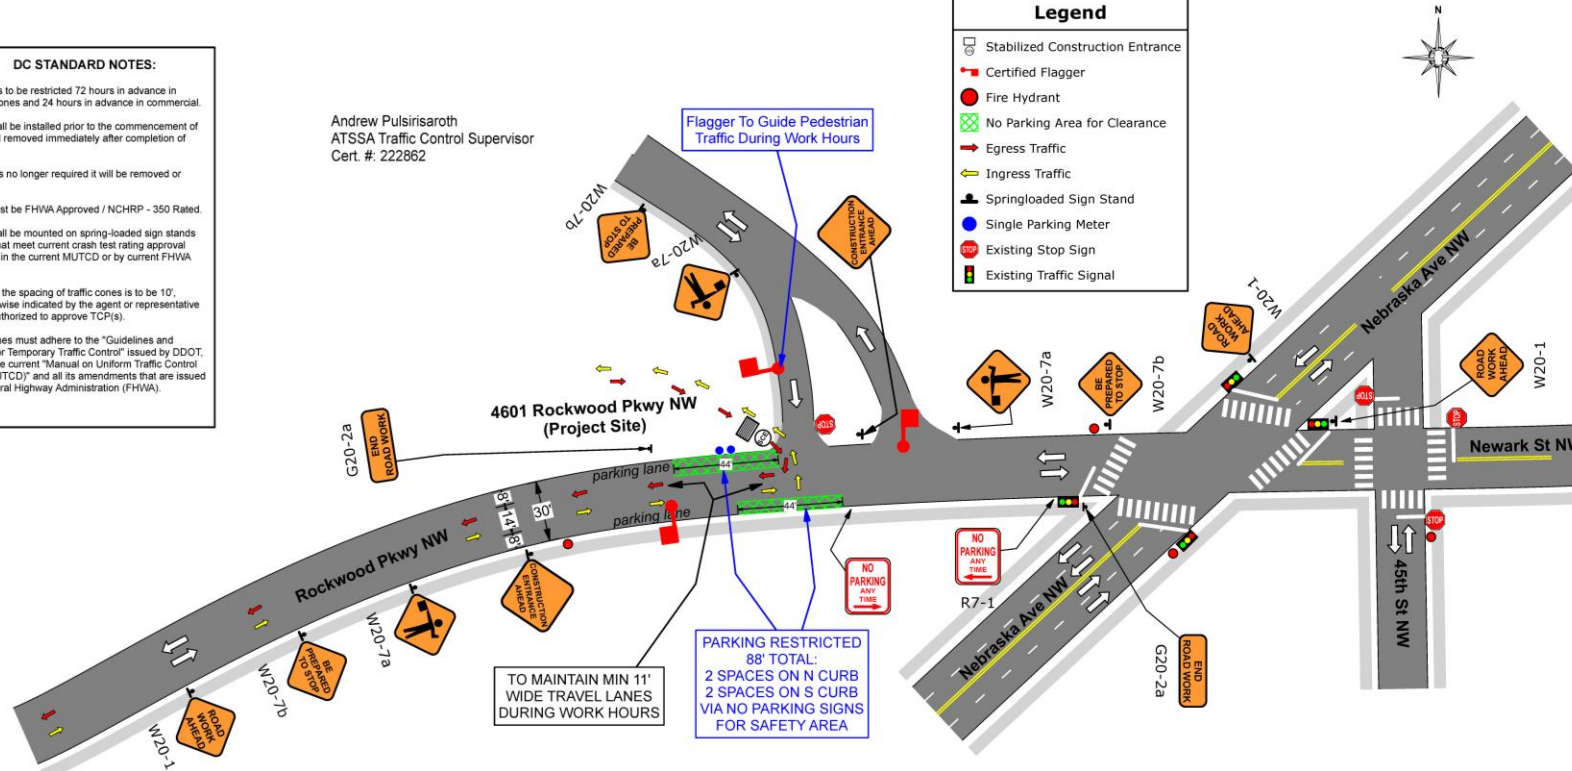 DC STANDARD NOTES:
s to be restricted 72 hours in advance in
ones and 24 hours in advance in commercial.
all be installed prior to the commencement of
l removed immediately after completion of
s no longer required it will be removed or
st be FHWA Approved / NCHRP - 350 Rated.
all be mounted on spring-loaded sign stands
at meet current crash test rating approval
in the current MUTCD or by current FHWA
the spacing of traffic cones is to be 10',
wise indicated by the agent or representative
uthorized to approve TCP(s).
nes must adhere to the "Guidelines and
r Temporary Traffic Control" issued by DDOT,
e current "Manual on Uniform Traffic Control
UTCD)" and all its amendments that are issued
ral Highway Administration (FHWA).
Andrew Pulsirisaroth
ATSSA Traffic Control Supervisor
Cert. #: 222862
Flagger To Guide Pedestrian
Traffic During Work Hours
Legend
Stabilized Construction Entrance
Certified Flagger
Fire Hydrant
No Parking Area for Clearance
Egress Traffic
Ingress Traffic
Springloaded Sign Stand
Single Parking Meter
STOP
Existing Stop Sign
Existing Traffic Signal
N
W20-7b
BE
PREPARED
TO STOP
W20-7a
CONSTRUCTION
ENTRANCE
AHEAD
W20-1
ROAD
WORK
AHEAD
Nebraska Ave NW
W20-7a
BE
PREPARED
TO STOP
W20-7b
ROAD
WORK
AHEAD
W20-1
STOP
STOP
Newark St NW
4601 Rockwood Pkwy NW
(Project Site)
SCE
STOP
G20-2a
END
ROAD WORK
parking lane
44'
parking lane
44'
8'
14'
8'
30'
Rockwood Pkwy NW
CONSTRUCTION
ENTRANCE
AHEAD
W20-7a
W20-7b
BE
PREPARED
TO STOP
W20-1
ROAD
WORK
AHEAD
TO MAINTAIN MIN 11'
WIDE TRAVEL LANES
DURING WORK HOURS
PARKING RESTRICTED
88' TOTAL:
2 SPACES ON N CURB
2 SPACES ON S CURB
VIA NO PARKING SIGNS
FOR SAFETY AREA
NO
PARKING
ANY
TIME
NO
PARKING
ANY
TIME
R7-1
Nebraska Ave NW
G20-2a
END
ROAD WORK
STOP
45th St NW